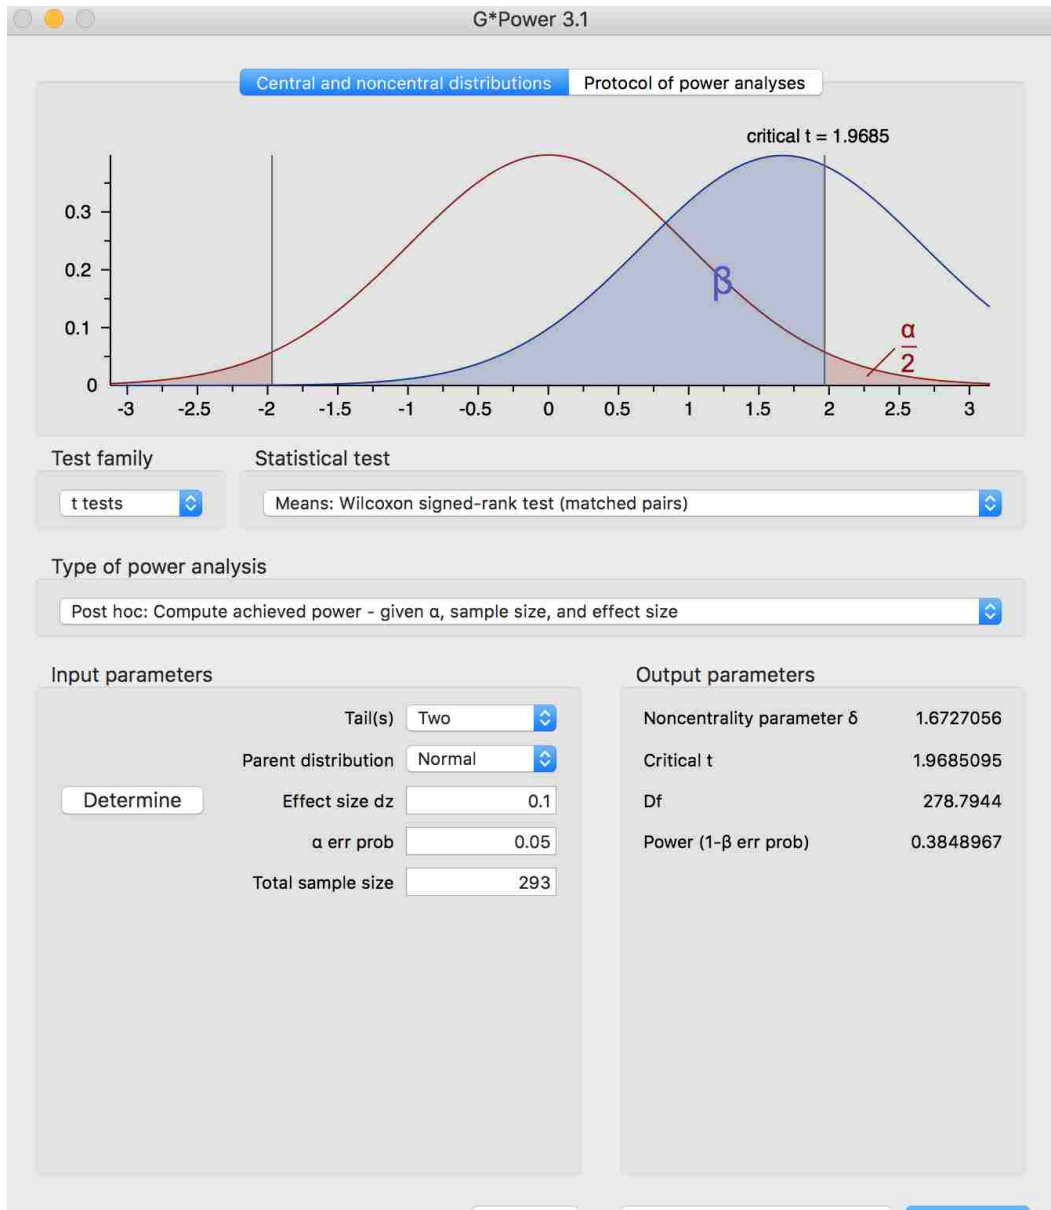 G*Power 3.1
Central and noncentral distributions Protocol of power analyses
critical t = 1.9685
0.3
0.2
0.1
0
β
α
2
-3 -2.5 -2 -1.5 -1 -0.5 0 0.5 1 1.5 2 2.5 3
Test family Statistical test
t tests Means: Wilcoxon signed-rank test (matched pairs)
Type of power analysis
Post hoc: Compute achieved power - given α, sample size, and effect size
Input parameters Output parameters
Tail(s) Two Noncentrality parameter δ 1.6727056
Parent distribution Normal Critical t 1.9685095
Determine Effect size dz 0.1 Df 278.7944
α err prob 0.05 Power (1-β err prob) 0.3848967
Total sample size 293